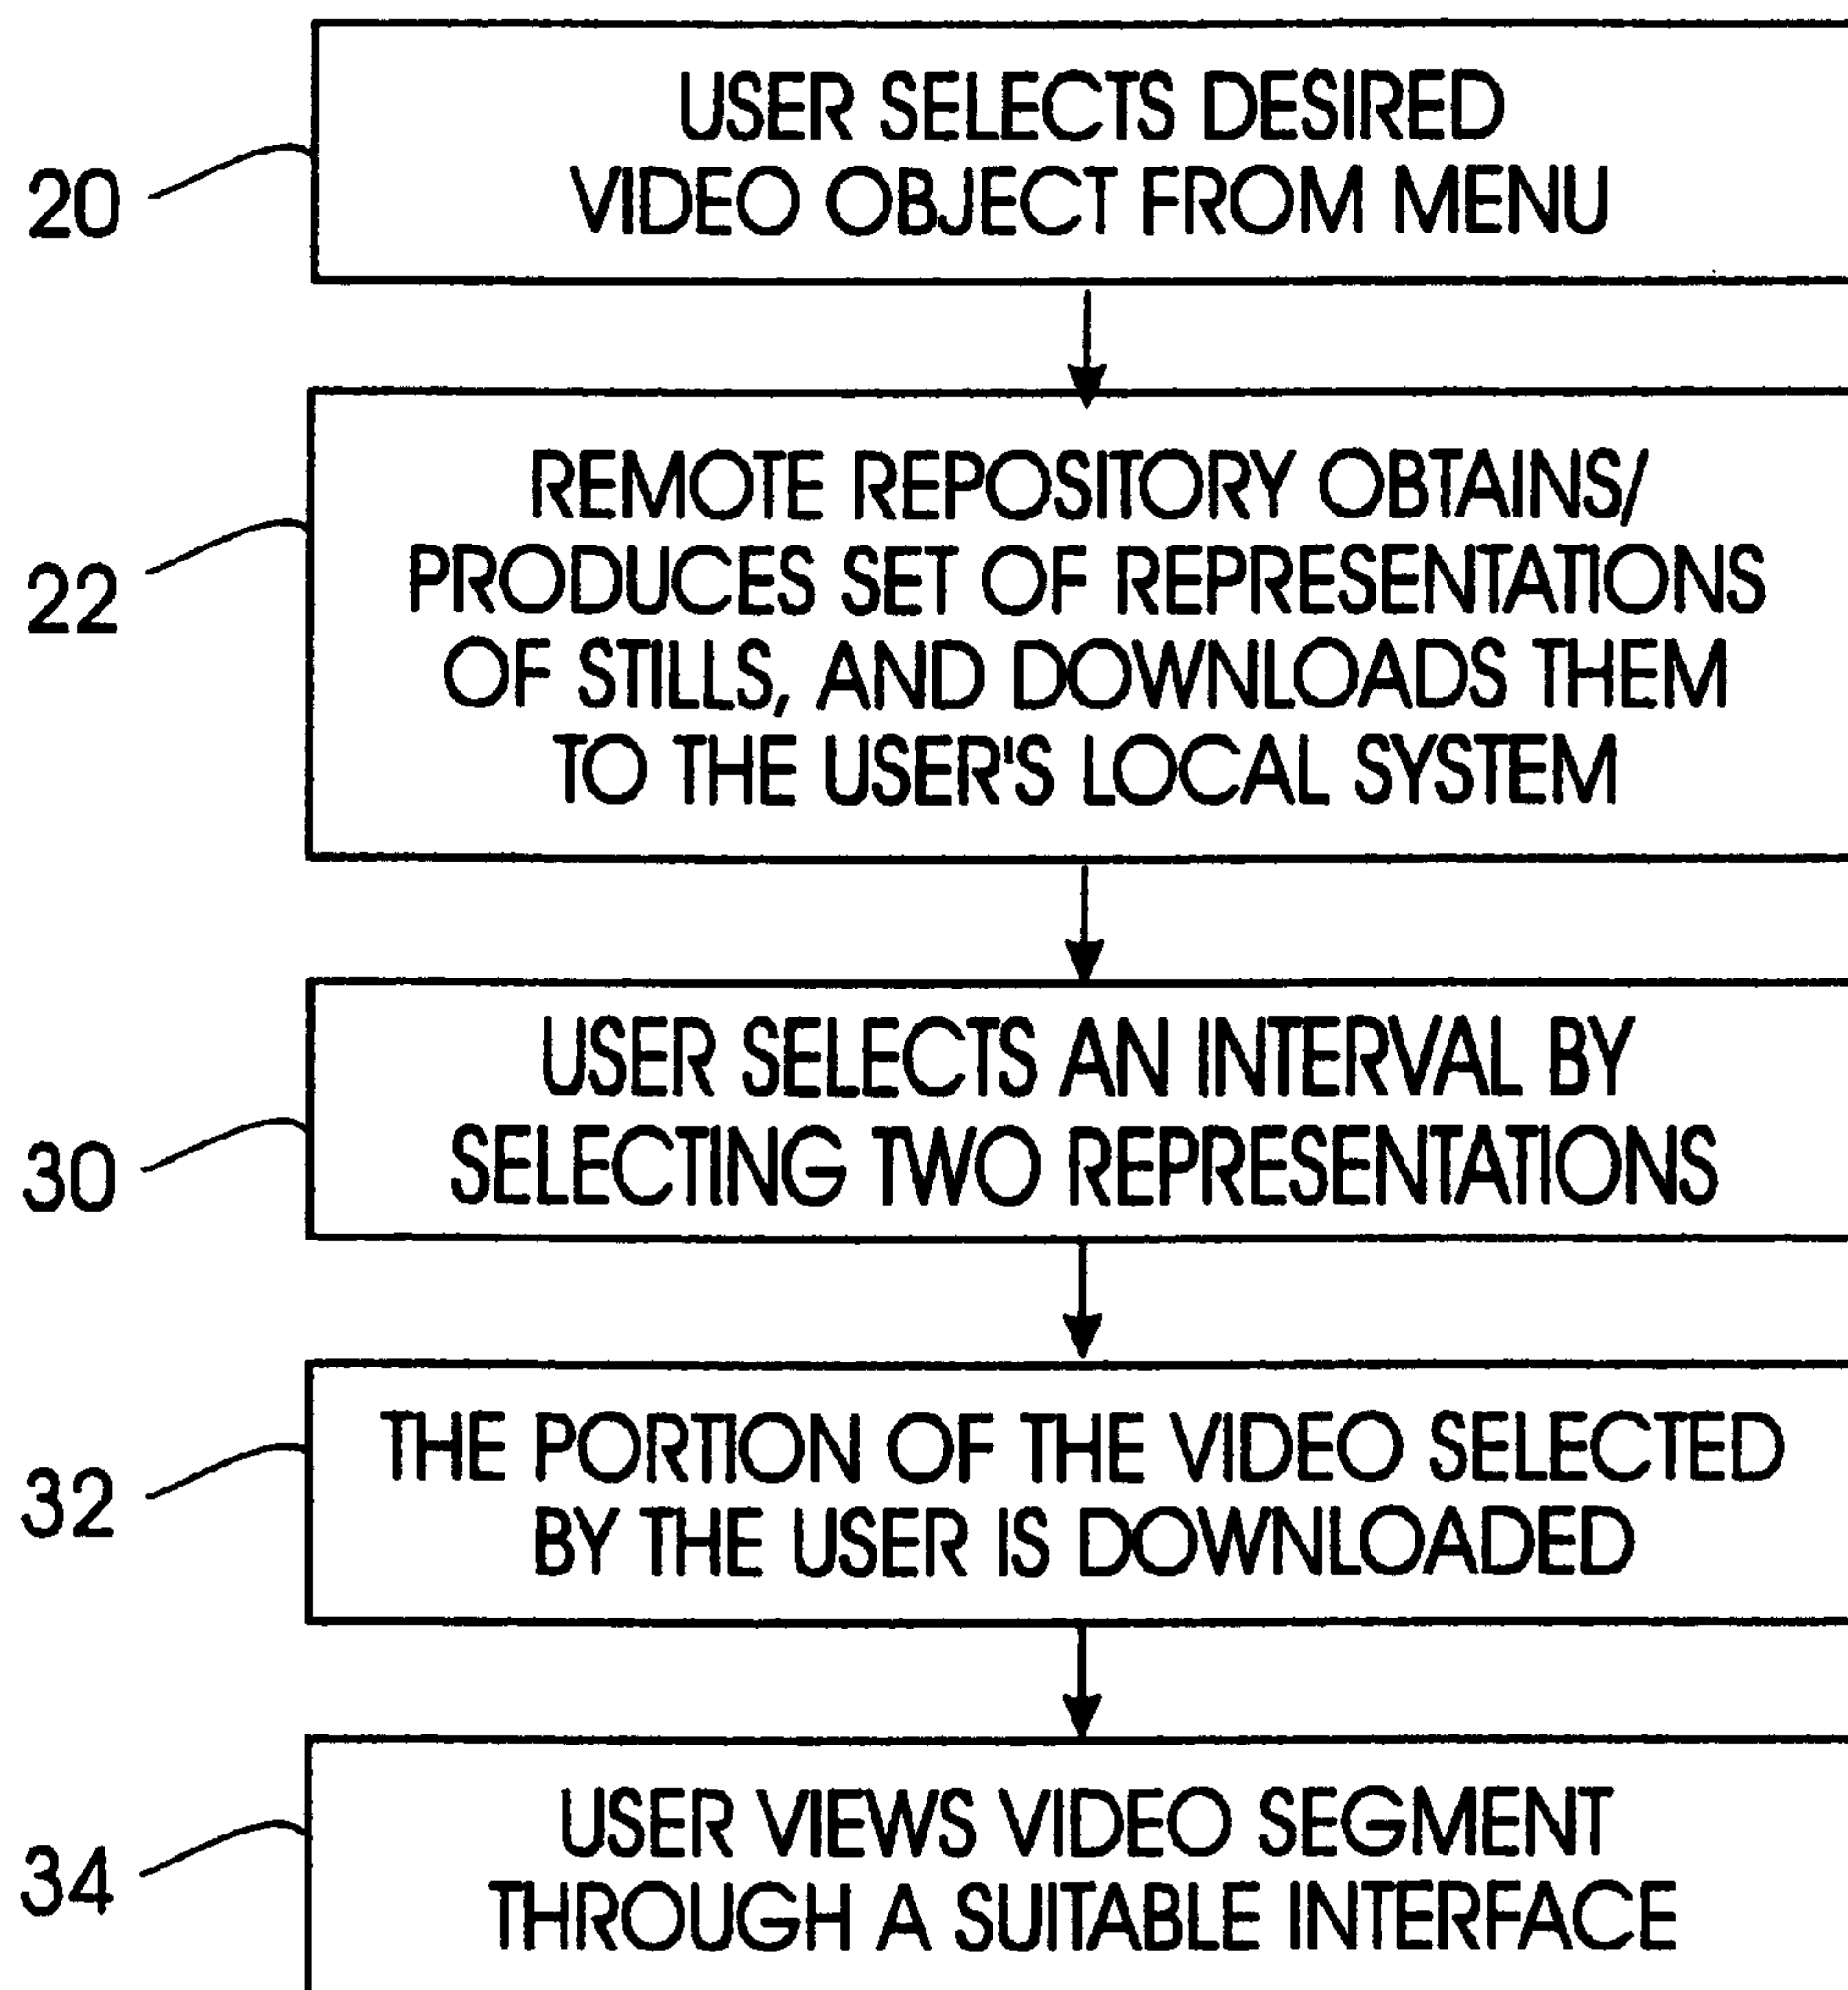 USER SELECTS DESIRED
VIDEO OBJECT FROM MENU
20
REMOTE REPOSITORY OBTAINS/
PRODUCES SET OF REPRESENTATIONS
OF STILLS, AND DOWNLOADS THEM
TO THE USER'S LOCAL SYSTEM
22
USER SELECTS AN INTERVAL BY
SELECTING TWO REPRESENTATIONS
30
THE PORTION OF THE VIDEO SELECTED
BY THE USER IS DOWNLOADED
32
USER VIEWS VIDEO SEGMENT
THROUGH A SUITABLE INTERFACE
34